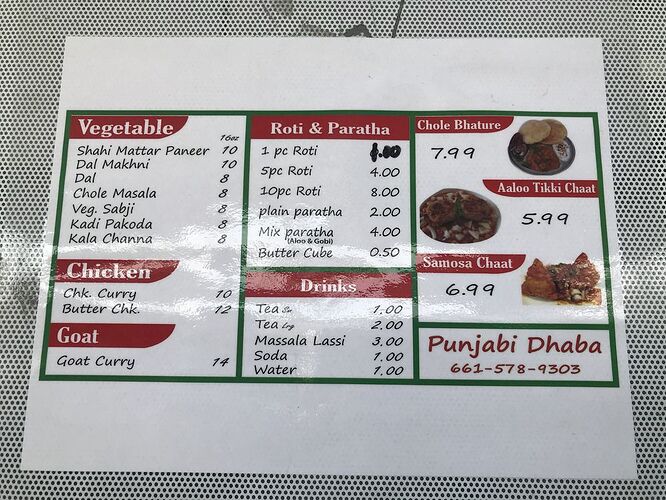 Vegetable
16oz
Shahi Mattar Paneer 10
Dal Makhni 10
Dal 8
Chole Masala 8
Veg. Sabji 8
Kadi Pakoda 8
Kala Channa 8
Chicken
Chk. Curry 10
Butter Chk. 12
Goat
Goat Curry 14
Roti & Paratha
1 pc Roti
5pc Roti 4.00
10pc Roti 8.00
plain paratha 2.00
Mix paratha 4.00
(Aloo & Gobi)
Butter Cube 0.50
Drinks
Tea Sm 1.00
Tea Lrg 2.00
Massala Lassi 3.00
Soda 1.00
Water 1.00
Chole Bhature
7.99
Aaloo Tikki Chaat
5.99
Samosa Chaat
6.99
Punjabi Dhaba
661-578-9303